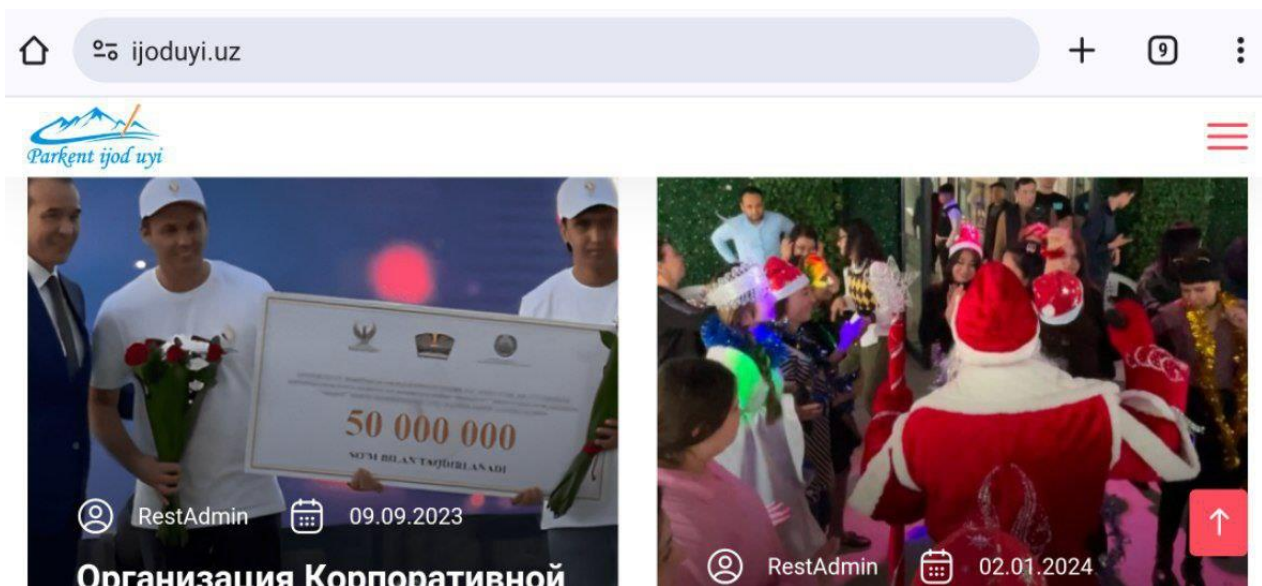 ijoduyi.uz
9
Parkent ijod uyi
50 000 000
SO'M BILAN TAQDIRLANADI
RestAdmin 09.09.2023
Организация Корпоративной
RestAdmin 02.01.2024